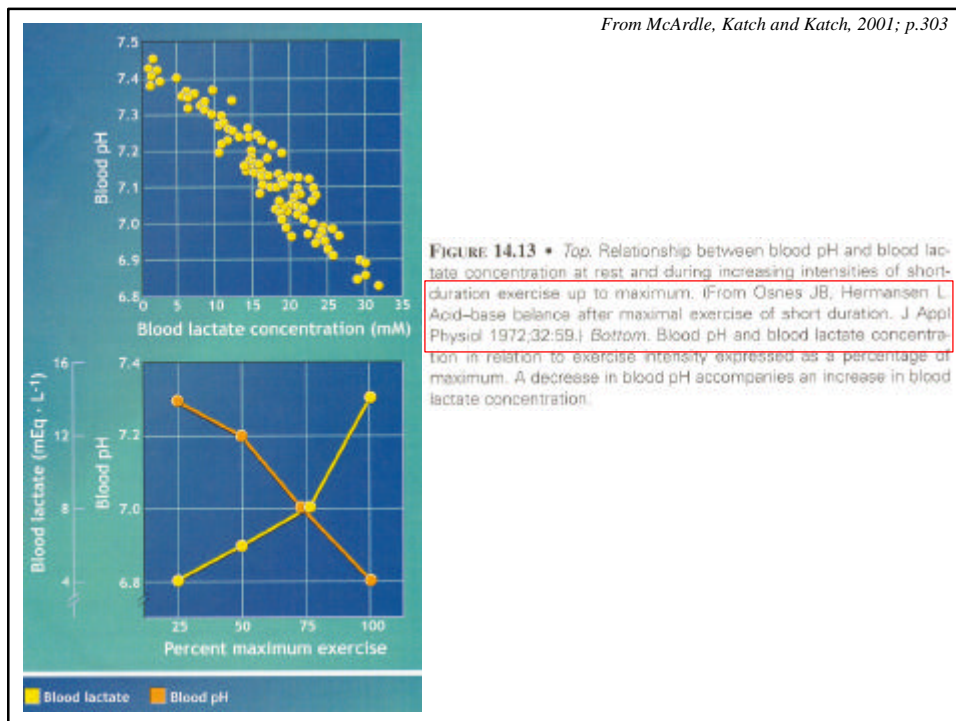 From McArdle, Katch and Katch, 2001; p.303
7.5
7.4
7.3
7.2
7.1
7.0
6.9
6.8
Blood pH
0 5 10 15 20 25 30 35
Blood lactate concentration (mM)
16
12
8
4
Blood lactate (mEq · L-1)
7.4
7.2
7.0
6.8
Blood pH
25 50 75 100
Percent maximum exercise
Blood lactate Blood pH
FIGURE 14.13 • Top. Relationship between blood pH and blood lac-
tate concentration at rest and during increasing intensities of short-
duration exercise up to maximum. (From Osnes JB, Hermansen L.
Acid–base balance after maximal exercise of short duration. J Appl
Physiol 1972;32:59.) Bottom. Blood pH and blood lactate concentra-
tion in relation to exercise intensity expressed as a percentage of
maximum. A decrease in blood pH accompanies an increase in blood
lactate concentration.